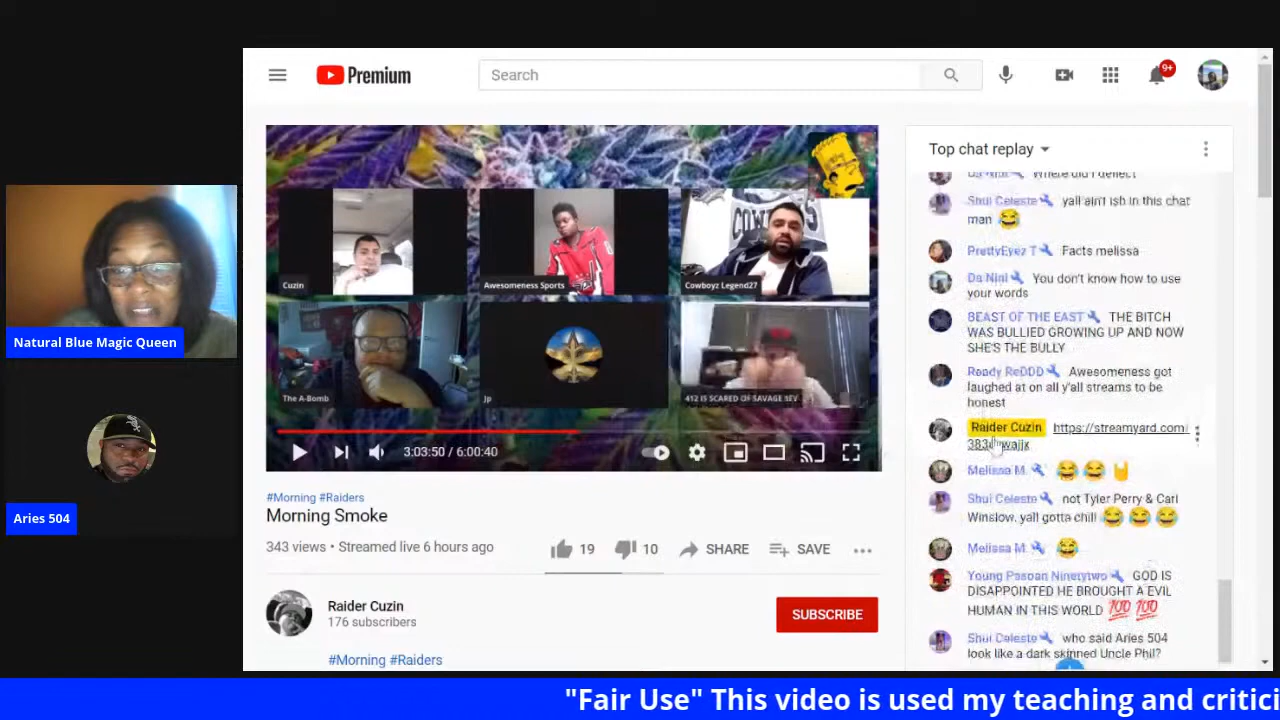 Premium
Search
9+
Top chat replay
Da Nini Where did I deflect
Shui Celeste yall ain't ish in this chat
man 😂
PrettyEyez T Facts melissa
Da Nini You don't know how to use
your words
BEAST OF THE EAST THE BITCH
WAS BULLIED GROWING UP AND NOW
SHE'S THE BULLY
Ready ReDDD Awesomeness got
laughed at on all y'all streams to be
honest
Raider Cuzin https://streamyard.com/
Melissa M. 😂😂🤘
Shui Celeste not Tyler Perry & Carl
Winslow. yall gotta chill 😂😂😂
Melissa M. 😂
Young Pasoan Ninetytwo GOD IS
DISAPPOINTED HE BROUGHT A EVIL
HUMAN IN THIS WORLD 💯 💯
Shui Celeste who said Aries 504
look like a dark skinned Uncle Phil?
Cuzin
Awesomeness Sports
Cowboyz Legend27
COWBOYS
The A-Bomb
Jp
412 IS SCARED OF SAVAGE SEV
3:03:50 / 6:00:40
#Morning #Raiders
Morning Smoke
343 views • Streamed live 6 hours ago
19
10
SHARE
SAVE
Raider Cuzin
176 subscribers
SUBSCRIBE
#Morning #Raiders
Natural Blue Magic Queen
Aries 504
"Fair Use" This video is used my teaching and critici